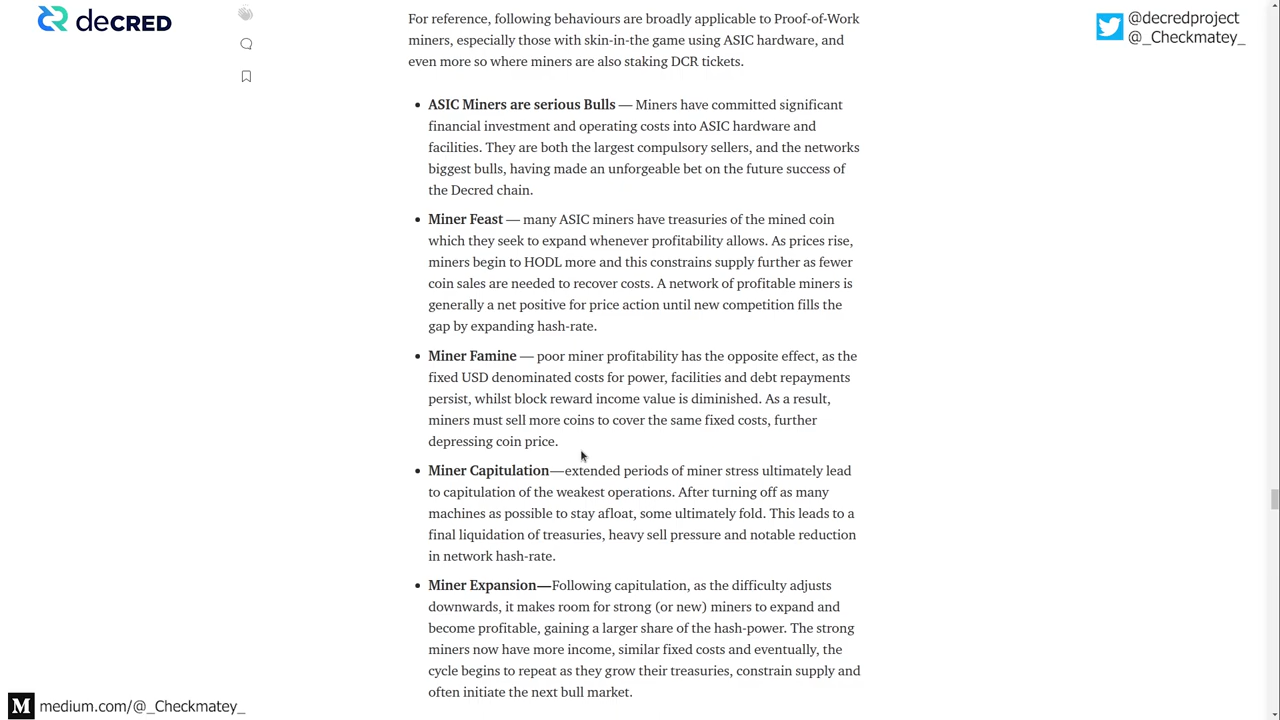 decRED
@decredproject
@_Checkmatey_
For reference, following behaviours are broadly applicable to Proof-of-Work
miners, especially those with skin-in-the game using ASIC hardware, and
even more so where miners are also staking DCR tickets.
• ASIC Miners are serious Bulls — Miners have committed significant
financial investment and operating costs into ASIC hardware and
facilities. They are both the largest compulsory sellers, and the networks
biggest bulls, having made an unforgeable bet on the future success of
the Decred chain.
• Miner Feast — many ASIC miners have treasuries of the mined coin
which they seek to expand whenever profitability allows. As prices rise,
miners begin to HODL more and this constrains supply further as fewer
coin sales are needed to recover costs. A network of profitable miners is
generally a net positive for price action until new competition fills the
gap by expanding hash-rate.
• Miner Famine — poor miner profitability has the opposite effect, as the
fixed USD denominated costs for power, facilities and debt repayments
persist, whilst block reward income value is diminished. As a result,
miners must sell more coins to cover the same fixed costs, further
depressing coin price.
• Miner Capitulation—extended periods of miner stress ultimately lead
to capitulation of the weakest operations. After turning off as many
machines as possible to stay afloat, some ultimately fold. This leads to a
final liquidation of treasuries, heavy sell pressure and notable reduction
in network hash-rate.
• Miner Expansion—Following capitulation, as the difficulty adjusts
downwards, it makes room for strong (or new) miners to expand and
become profitable, gaining a larger share of the hash-power. The strong
miners now have more income, similar fixed costs and eventually, the
cycle begins to repeat as they grow their treasuries, constrain supply and
often initiate the next bull market.
M medium.com/@_Checkmatey_